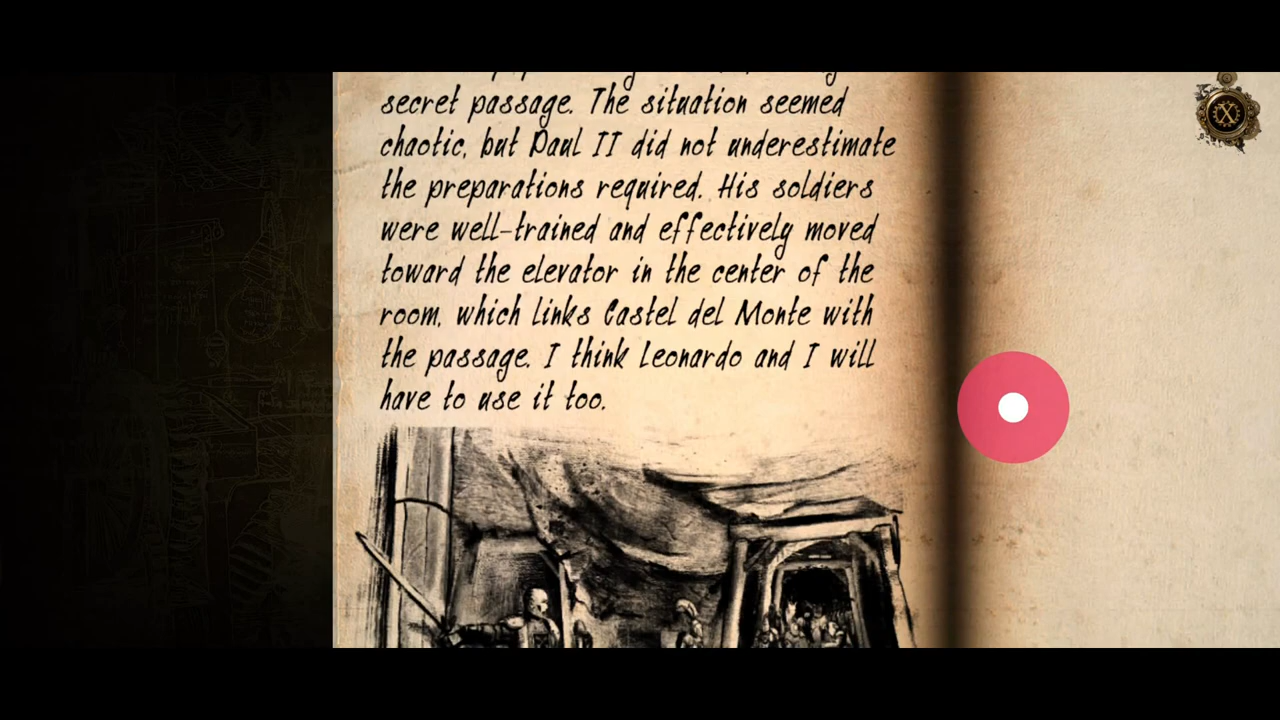 secret passage. The situation seemed
chaotic, but Paul II did not underestimate
the preparations required. His soldiers
were well-trained and effectively moved
toward the elevator in the center of the
room, which links Castel del Monte with
the passage. I think Leonardo and I will
have to use it too.
X